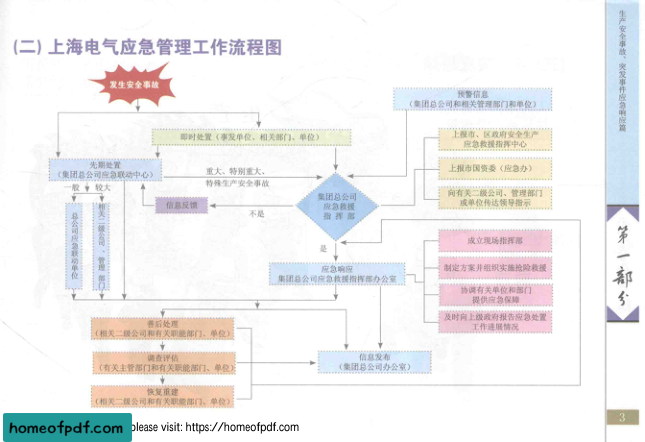 (二)上海电气应急管理工作流程图
发生安全事故
预警信息
(集团总公司和相关管理部门和单位)
即时处置(事发单位、相关部门、单位)
上报市、区政府安全生产
应急救援指挥中心
先期处置
(集团总公司应急联动中心)
重大、特别重大、
特殊生产安全事故
上报市国资委(应急办)
一般
较大
信息反馈
不是
集团总公司
应急救援
指挥部
向有关二级公司、管理部门
或单位传达领导指示
总公司应急联动单位
相关二级公司、管理部门
是
成立现场指挥部
应急响应
集团总公司应急救援指挥部办公室
制定方案并组织实施抢险救援
协调有关单位和部门
提供应急保障
及时向上级政府报告应急处置
工作进展情况
善后处理
(相关二级公司和有关职能部门、单位)
调查评估
(有关主管部门和有关职能部门、单位)
恢复重建
(相关二级公司和有关职能部门、单位)
信息发布
(集团总公司办公室)
生产安全事故、突发事件应急响应篇
第一部分
3
homeofpdf.com
please visit: https://homeofpdf.com